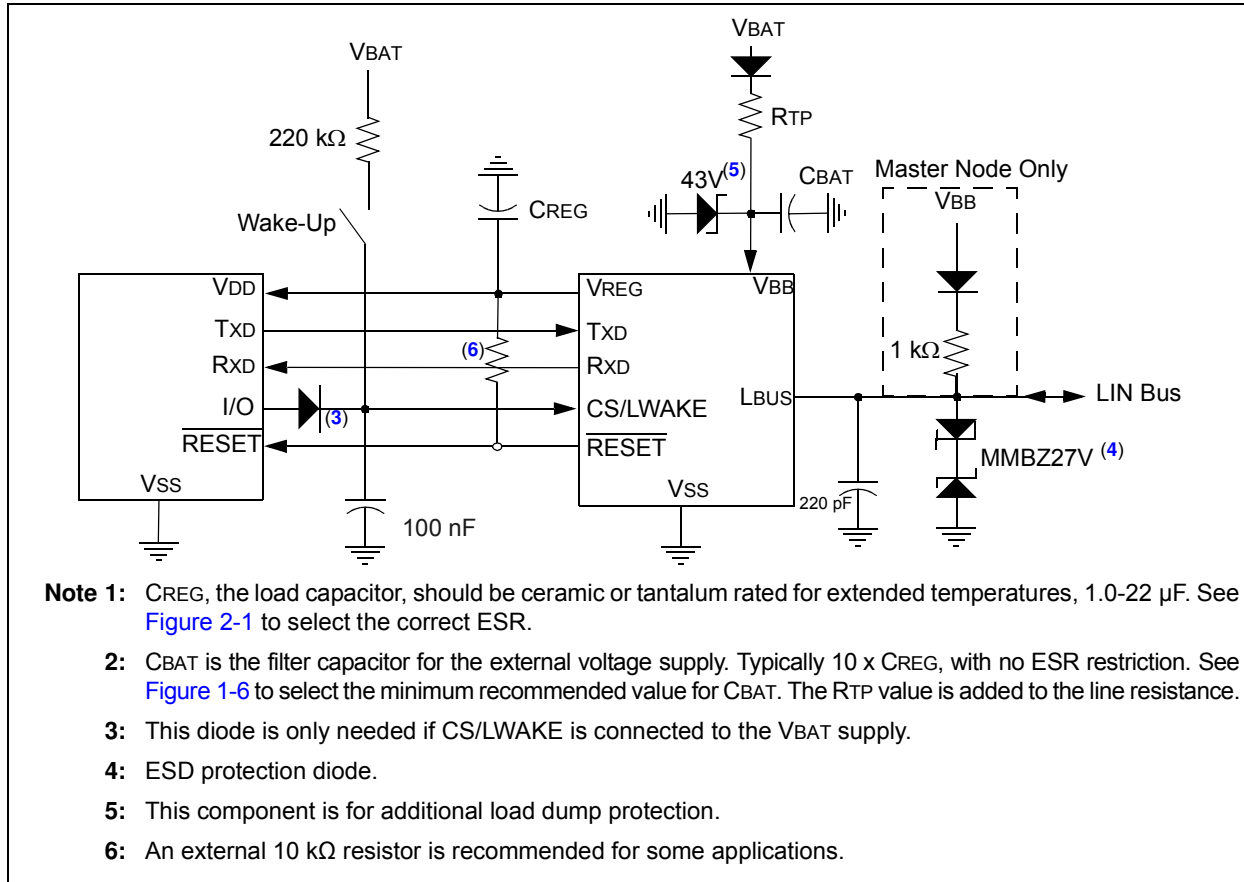 VBAT
VBAT
220 kΩ
RTP
43V(5)
CBAT
Master Node Only
VBB
CREG
Wake-Up
VDD
VREG
VBB
TXD
TXD
(6)
1 kΩ
RXD
RXD
I/O
(3)
CS/LWAKE
LBUS
LIN Bus
RESET
RESET
MMBZ27V (4)
VSS
VSS
220 pF
100 nF
Note 1: CREG, the load capacitor, should be ceramic or tantalum rated for extended temperatures, 1.0-22 µF. See
Figure 2-1 to select the correct ESR.
2: CBAT is the filter capacitor for the external voltage supply. Typically 10 x CREG, with no ESR restriction. See
Figure 1-6 to select the minimum recommended value for CBAT. The RTP value is added to the line resistance.
3: This diode is only needed if CS/LWAKE is connected to the VBAT supply.
4: ESD protection diode.
5: This component is for additional load dump protection.
6: An external 10 kΩ resistor is recommended for some applications.